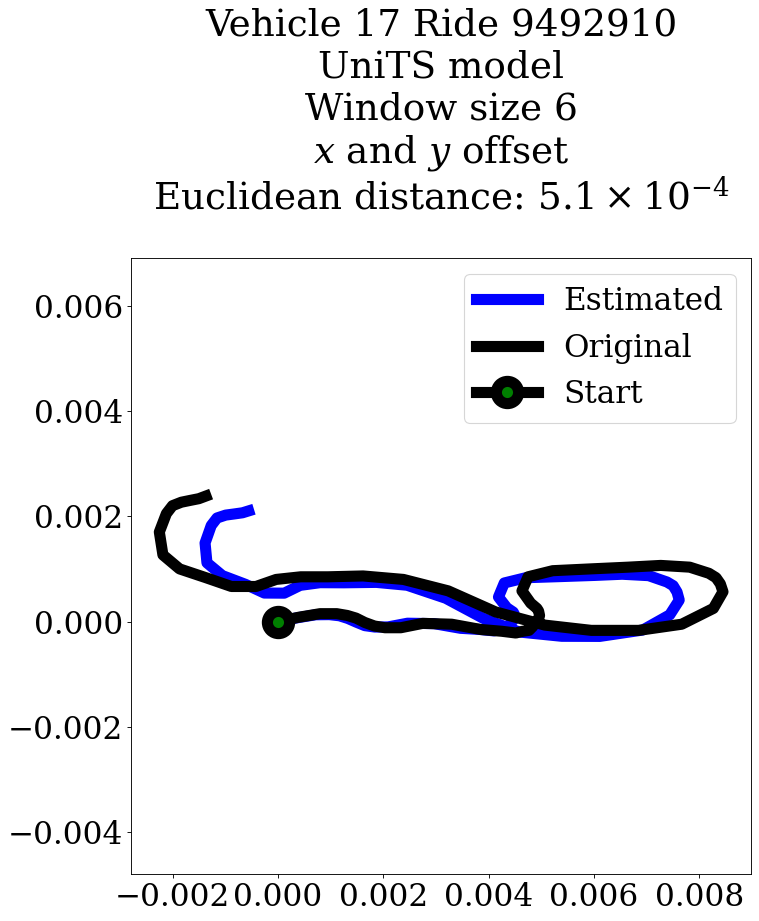 Vehicle 17 Ride 9492910
UniTS model
Window size 6
x and y offset
Euclidean distance: 5.1 × 10⁻⁴
Estimated
Original
Start
0.006
0.004
0.002
0.000
−0.002
−0.004
−0.002 0.000 0.002 0.004 0.006 0.008